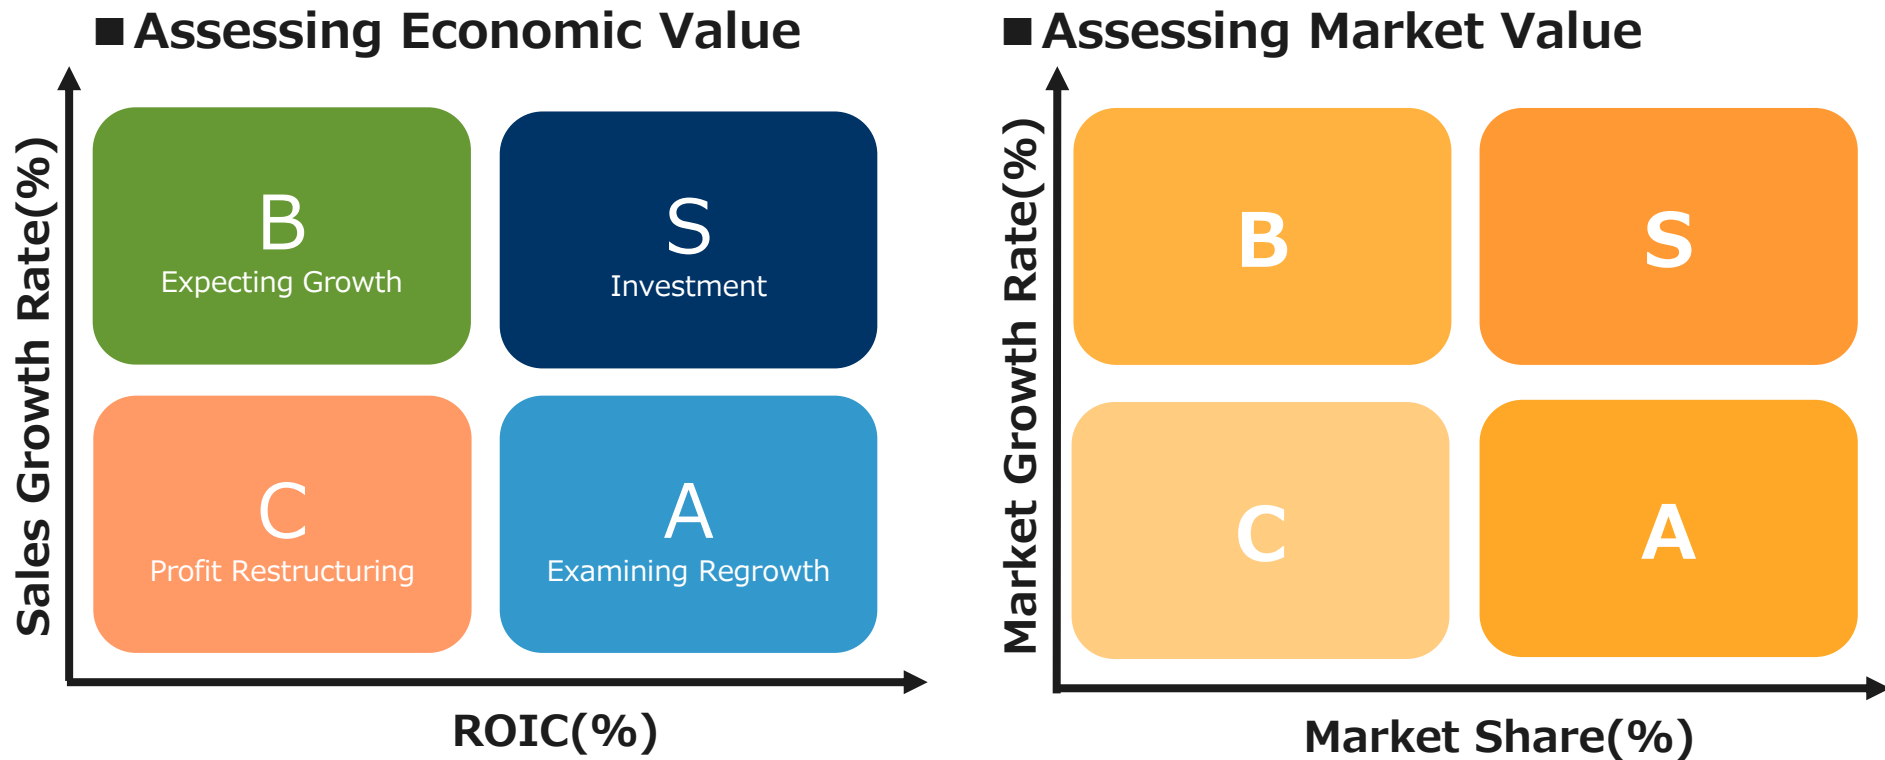 ■Assessing Economic Value
Sales Growth Rate(%)
B
Expecting Growth
S
Investment
C
Profit Restructuring
A
Examining Regrowth
ROIC(%)
■Assessing Market Value
Market Growth Rate(%)
B
S
C
A
Market Share(%)